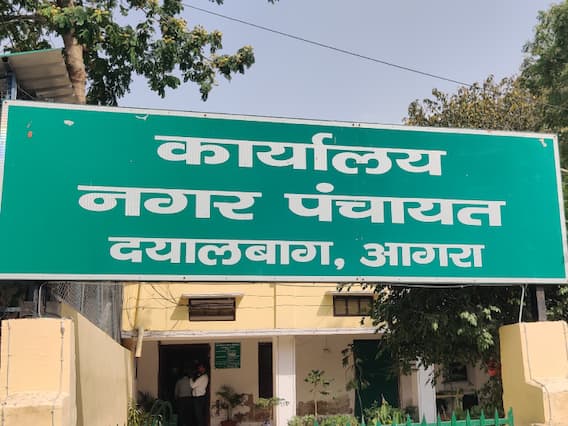 कार्यालय
नगर पंचायत
दयालबाग, आगरा